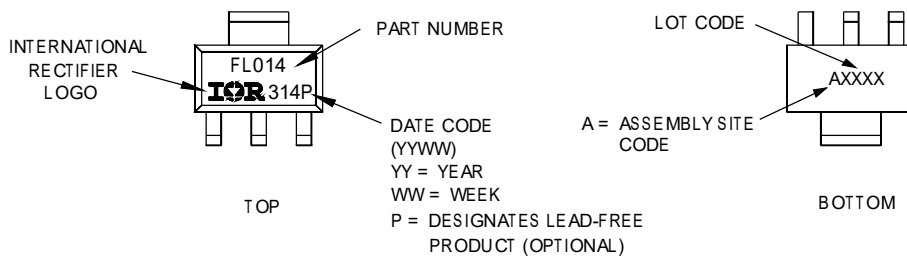 INTERNATIONAL
RECTIFIER
LOGO
FL014
IOR 314P
TOP
PART NUMBER
DATE CODE
(YYWW)
YY = YEAR
WW = WEEK
P = DESIGNATES LEAD-FREE
PRODUCT (OPTIONAL)
LOT CODE
AXXXX
A = ASSEMBLY SITE
CODE
BOTTOM